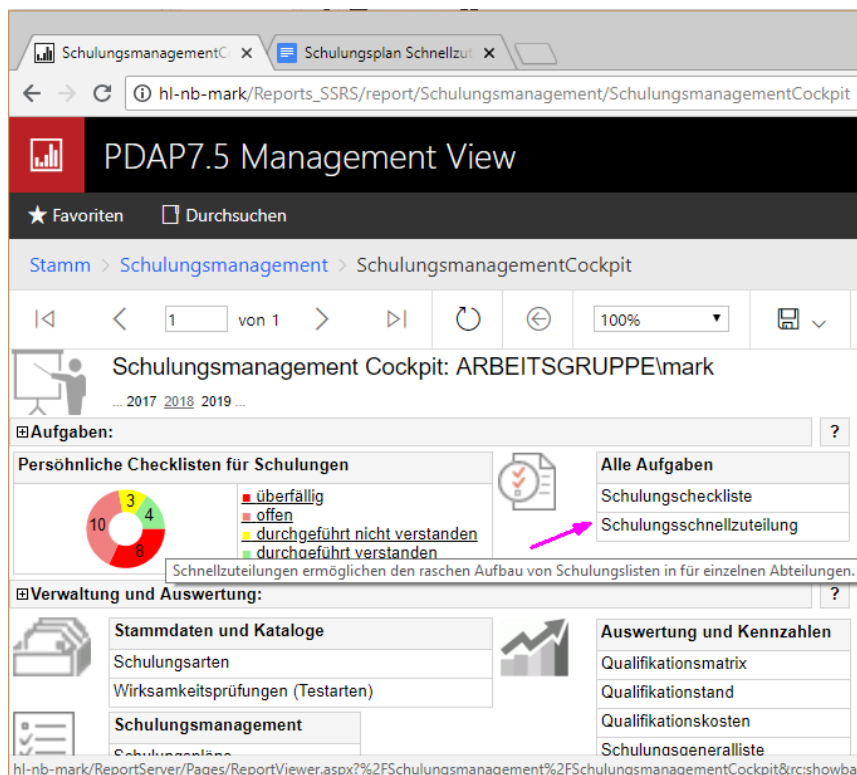 SchulungsmanagementC
Schulungsplan Schnellzut
hl-nb-mark/Reports_SSRS/report/Schulungsmanagement/SchulungsmanagementCockpit
PDAP7.5 Management View
Favoriten Durchsuchen
Stamm > Schulungsmanagement > SchulungsmanagementCockpit
1 von 1 100%
Schulungsmanagement Cockpit: ARBEITSGRUPPE\mark
... 2017 2018 2019 ...
Aufgaben: ?
Persöhnliche Checklisten für Schulungen
3
4
10
8
überfällig
offen
durchgeführt nicht verstanden
durchgeführt verstanden
Alle Aufgaben
Schulungscheckliste
Schulungsschnellzuteilung
Schnellzuteilungen ermöglichen den raschen Aufbau von Schulungslisten in für einzelnen Abteilungen.
Verwaltung und Auswertung: ?
Stammdaten und Kataloge
Schulungsarten
Wirksamkeitsprüfungen (Testarten)
Schulungsmanagement
Schulungspläne
Auswertung und Kennzahlen
Qualifikationsmatrix
Qualifikationstand
Qualifikationskosten
Schulungsgeneralliste
hl-nb-mark/ReportServer/Pages/ReportViewer.aspx?%2FSchulungsmanagement%2FSchulungsmanagementCockpit&rc:showba